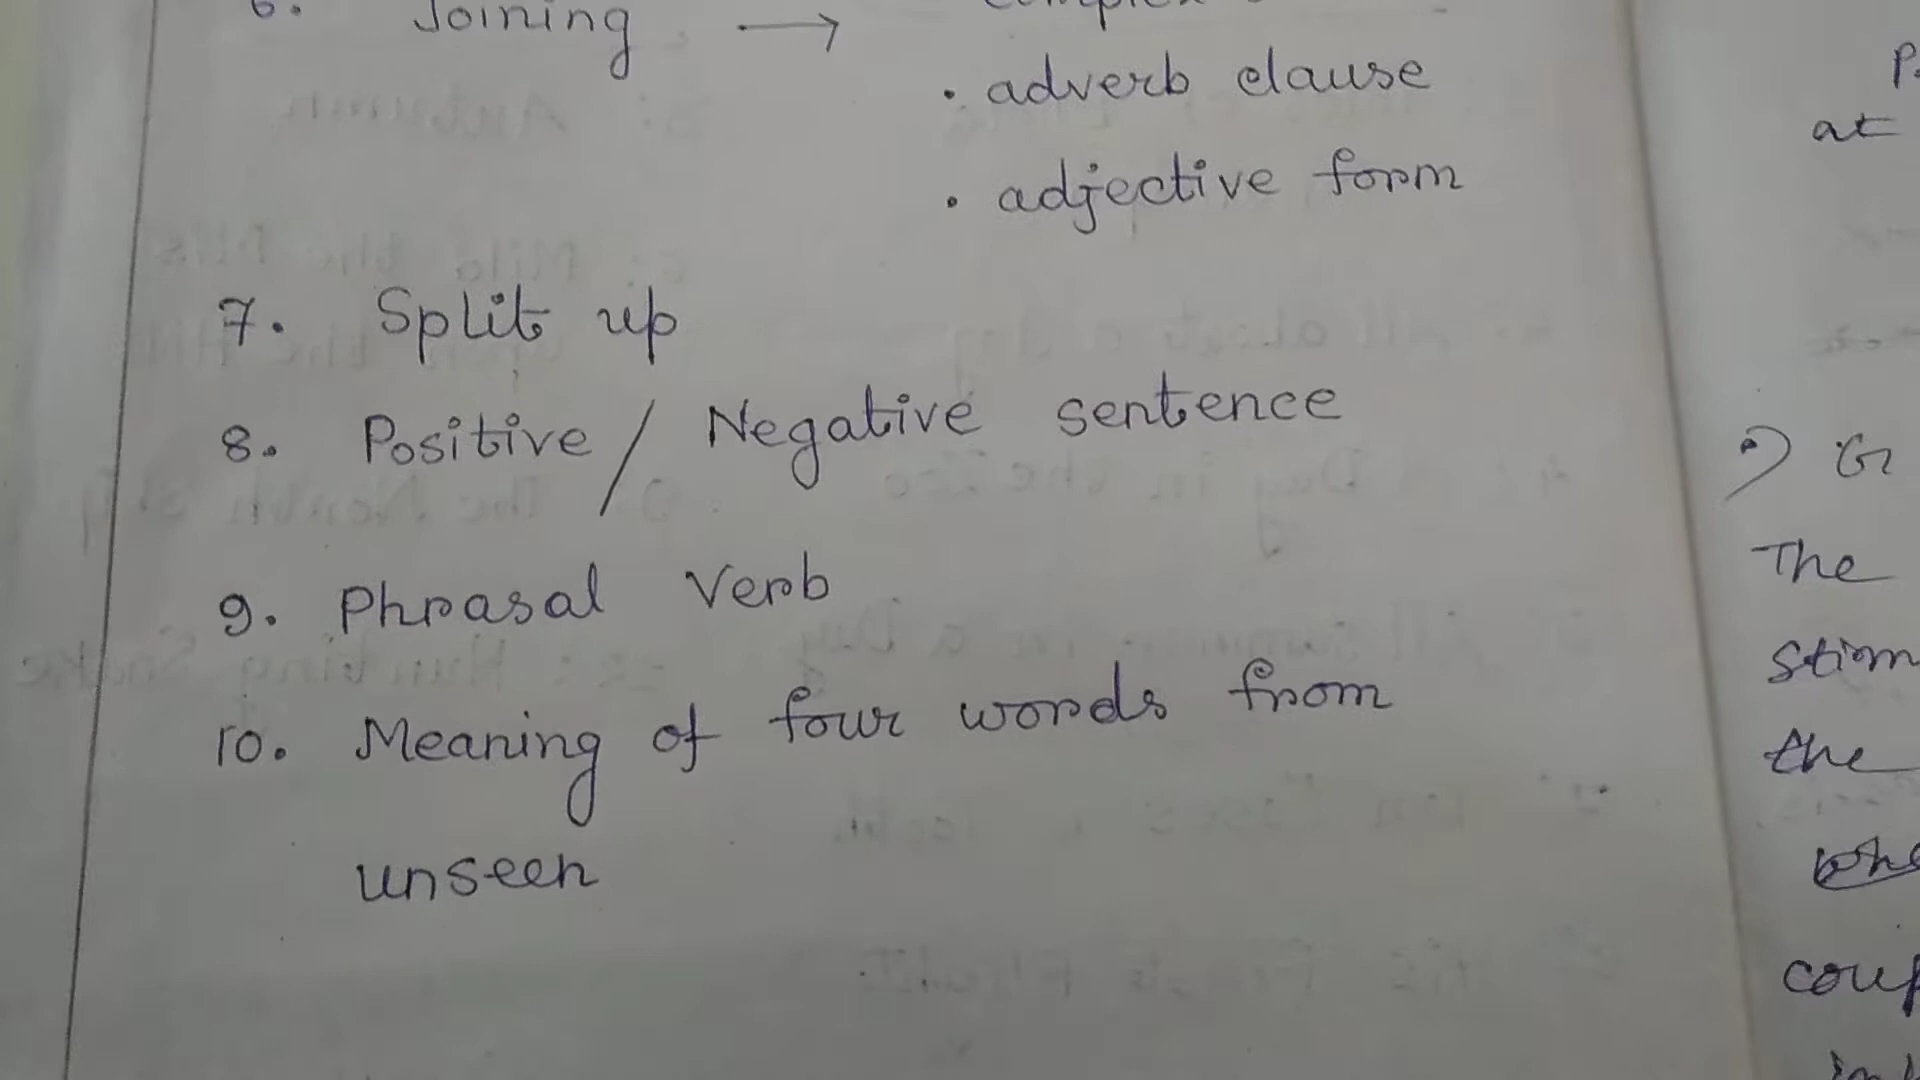 6. Joining →
• adverb clause
• adjective form
7. Split up
8. Positive / Negative sentence
9. Phrasal Verb
10. Meaning of four words from
unseen
at
The
the